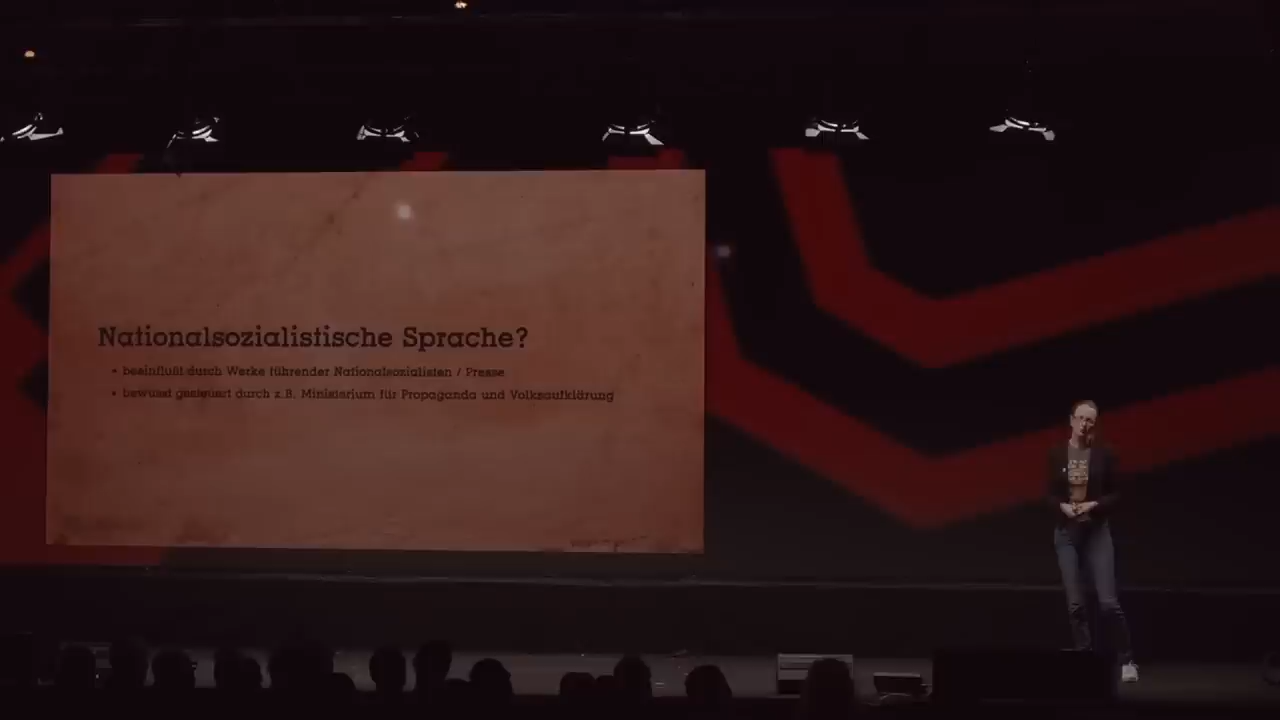 Nationalsozialistische Sprache?
• beeinflußt durch Werke führender Nationalsozialisten / Presse
• bewusst gesteuert durch z.B. Ministerium für Propaganda und Volksaufklärung